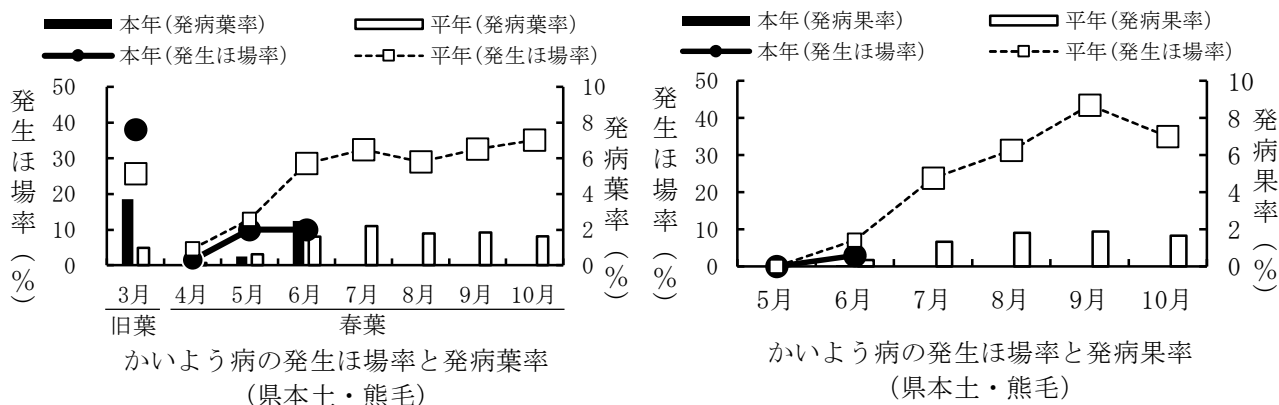 本年(発病葉率) 平年(発病葉率)
本年(発生ほ場率) 平年(発生ほ場率)
発生ほ場率(%)
50
40
30
20
10
0
10
8
6
4
2
0
発病葉率(%)
3月 4月 5月 6月 7月 8月 9月 10月
旧葉 春葉
かいよう病の発生ほ場率と発病葉率
(県本土・熊毛)
本年(発病果率) 平年(発病果率)
本年(発生ほ場率) 平年(発生ほ場率)
発生ほ場率(%)
50
40
30
20
10
0
10
8
6
4
2
0
発病果率(%)
5月 6月 7月 8月 9月 10月
かいよう病の発生ほ場率と発病果率
(県本土・熊毛)